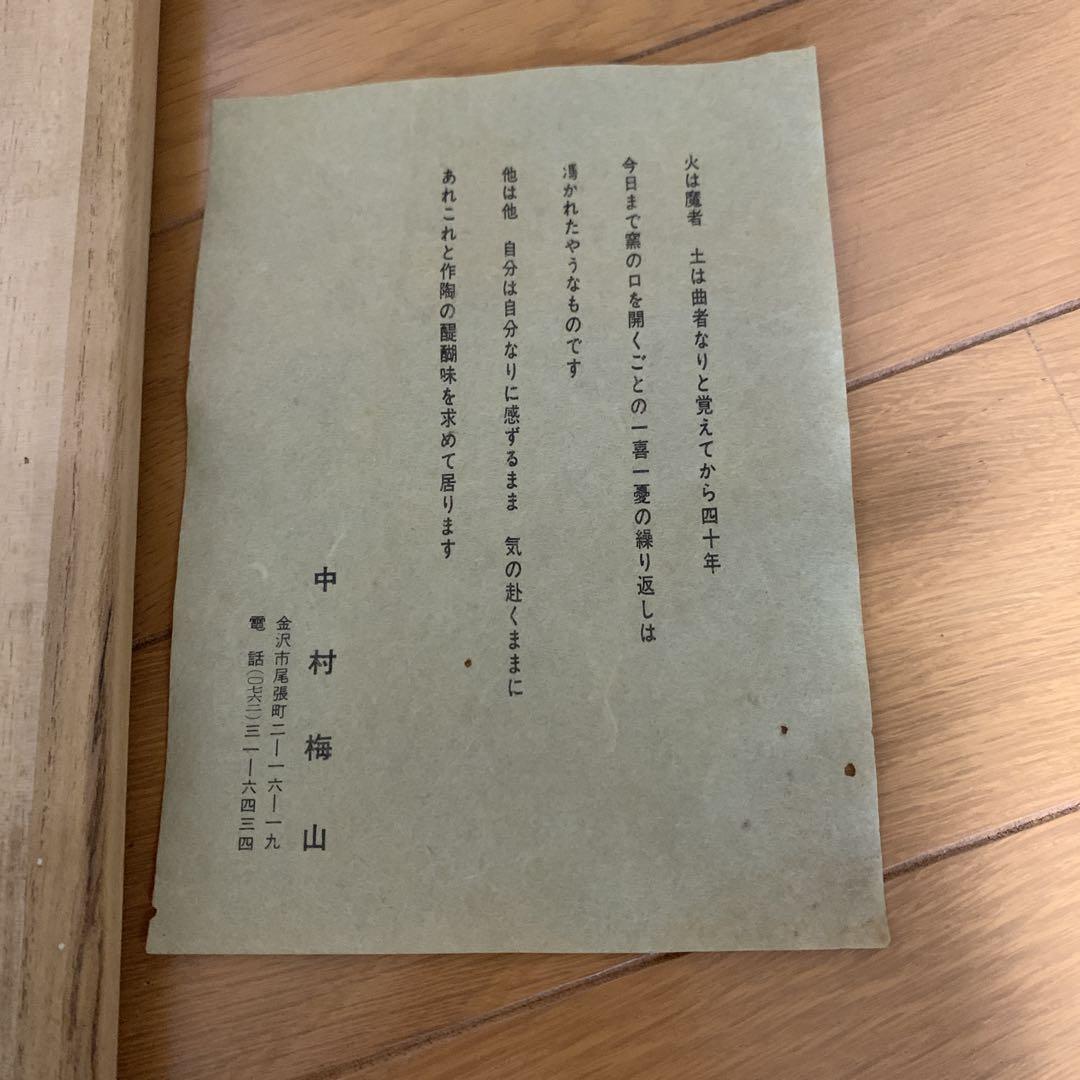 火は魔者　土は曲者なりと覚えてから四十年
今日まで窯の口を開くごとの一喜一憂の繰り返しは
馮かれたやうなものです
他は他　自分は自分なりに感ずるまま　気の赴くままに
あれこれと作陶の醍醐味を求めて居ります
中村梅山
金沢市尾張町二―一六―一九
電話(〇七六二)三一―六四三四